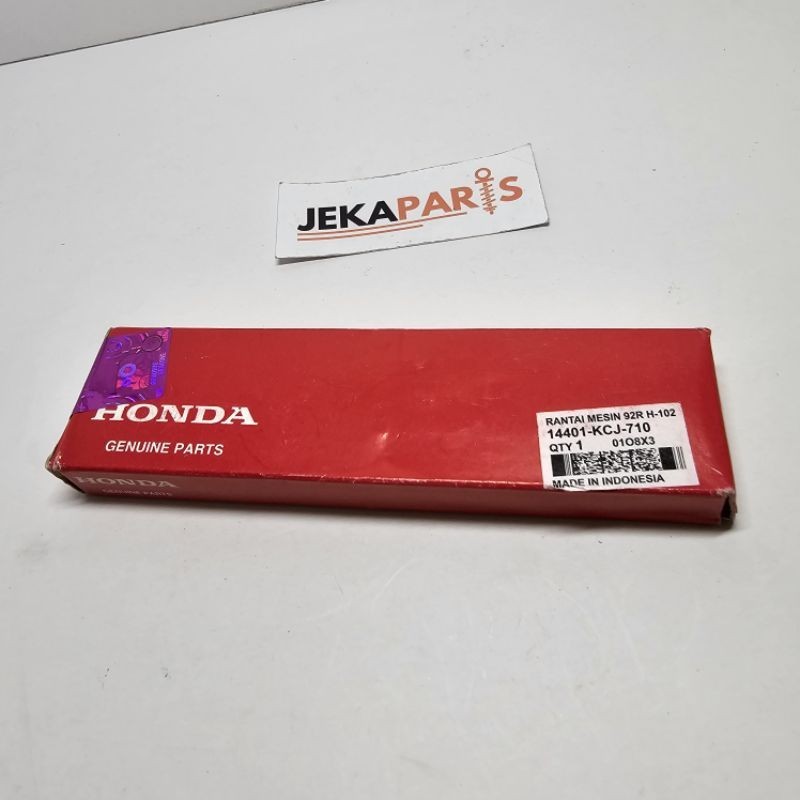 JEKAPARTS
HONDA
GENUINE PARTS
RANTAI MESIN 92R H-102
14401-KCJ-710
QTY 1 01O8X3
MADE IN INDONESIA
HONDA
GENUINE PARTS